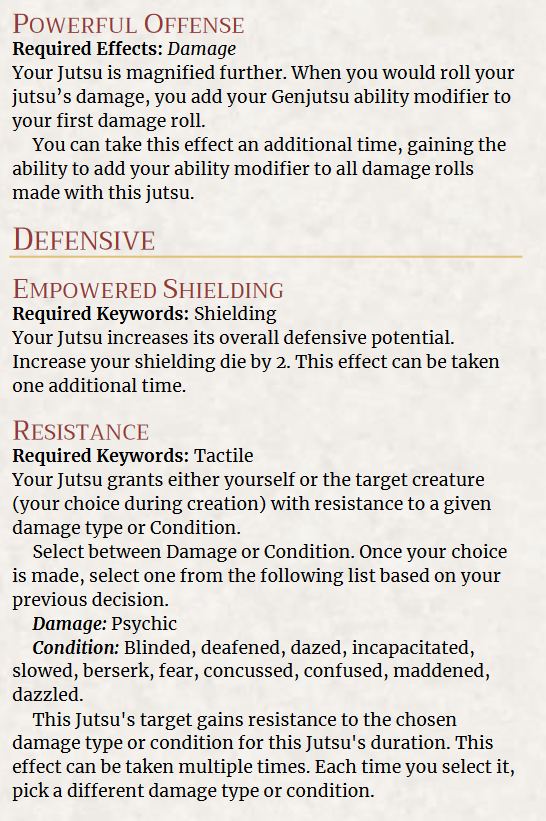 Powerful Offense
Required Effects: Damage
Your Jutsu is magnified further. When you would roll your
jutsu's damage, you add your Genjutsu ability modifier to
your first damage roll.
You can take this effect an additional time, gaining the
ability to add your ability modifier to all damage rolls
made with this jutsu.
Defensive
Empowered Shielding
Required Keywords: Shielding
Your Jutsu increases its overall defensive potential.
Increase your shielding die by 2. This effect can be taken
one additional time.
Resistance
Required Keywords: Tactile
Your Jutsu grants either yourself or the target creature
(your choice during creation) with resistance to a given
damage type or Condition.
Select between Damage or Condition. Once your choice
is made, select one from the following list based on your
previous decision.
Damage: Psychic
Condition: Blinded, deafened, dazed, incapacitated,
slowed, berserk, fear, concussed, confused, maddened,
dazzled.
This Jutsu's target gains resistance to the chosen
damage type or condition for this Jutsu's duration. This
effect can be taken multiple times. Each time you select it,
pick a different damage type or condition.